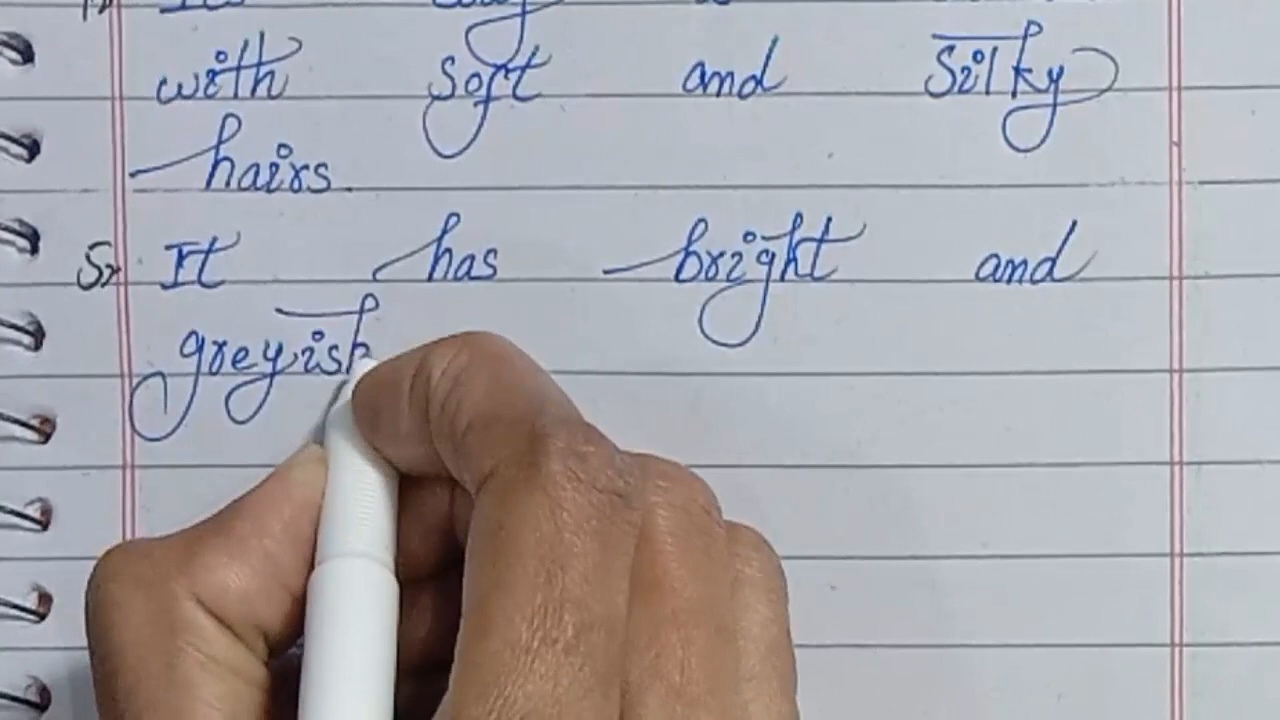 with soft and silky
hairs.
5, It has bright and
greyish